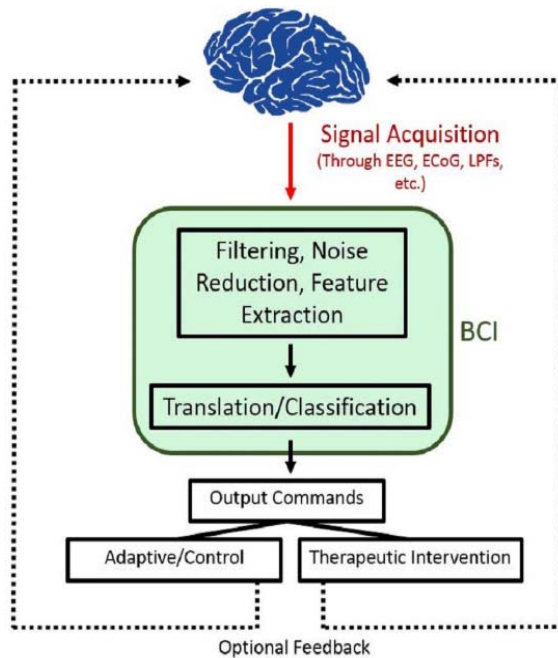 Signal Acquisition
(Through EEG, ECoG, LPFs,
etc.)
Filtering, Noise
Reduction, Feature
Extraction
BCI
Translation/Classification
Output Commands
Adaptive/Control
Therapeutic Intervention
Optional Feedback